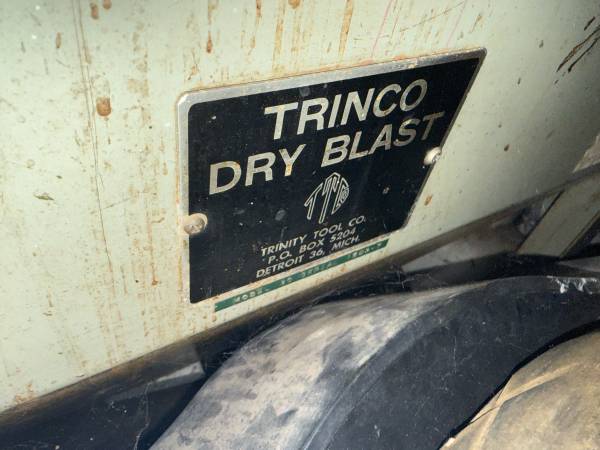 TRINCO
DRY BLAST
TRINITY TOOL CO.
P.O. BOX 5204
DETROIT 36, MICH.